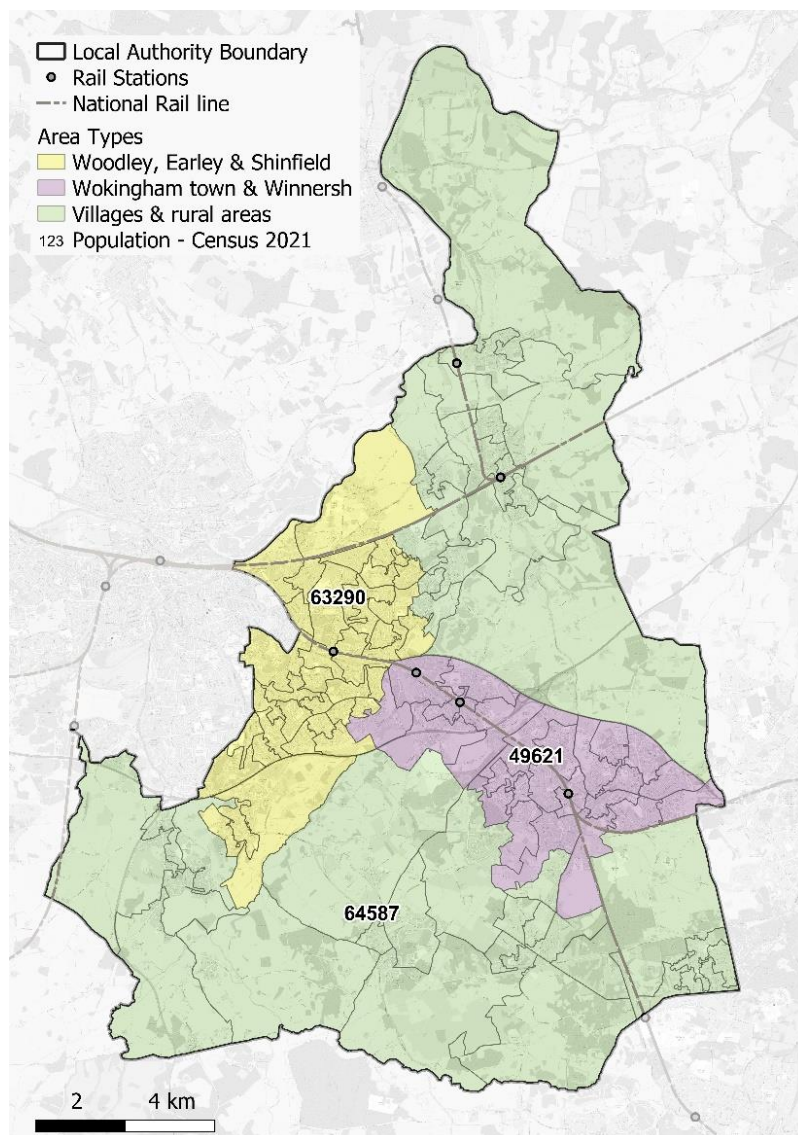 Local Authority Boundary
Rail Stations
National Rail line
Area Types
Woodley, Earley & Shinfield
Wokingham town & Winnersh
Villages & rural areas
123 Population - Census 2021
63290
49621
64587
2 4 km